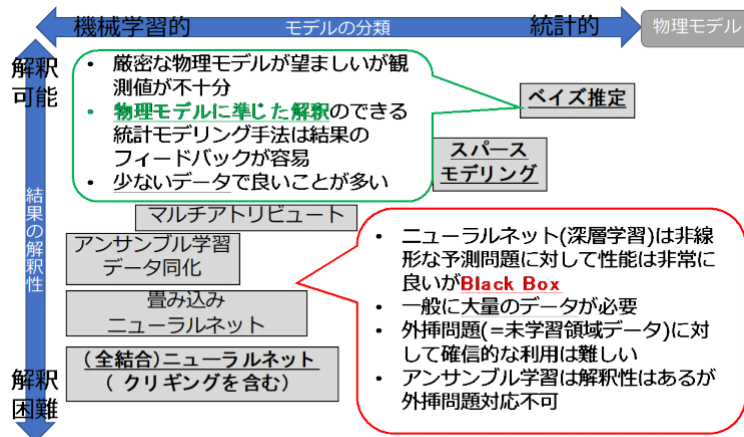 機械学習的
モデルの分類
統計的
物理モデル
解釈
可能
結果の解釈性
解釈
困難
• 厳密な物理モデルが望ましいが観
測値が不十分
• 物理モデルに準じた解釈のできる
統計モデリング手法は結果の
フィードバックが容易
• 少ないデータで良いことが多い
ベイズ推定
スパース
モデリング
マルチアトリビュート
アンサンブル学習
データ同化
畳み込み
ニューラルネット
(全結合)ニューラルネット
( クリギングを含む)
• ニューラルネット(深層学習)は非線
形な予測問題に対して性能は非常に
良いがBlack Box
• 一般に大量のデータが必要
• 外挿問題(=未学習領域データ)に対
して確信的な利用は難しい
• アンサンブル学習は解釈性はあるが
外挿問題対応不可